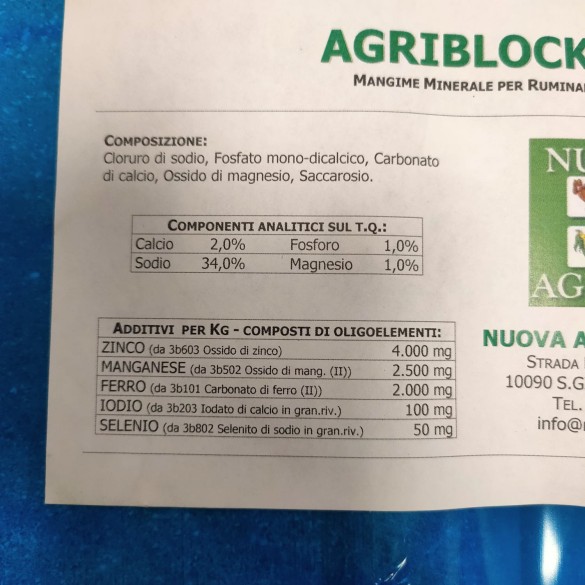 AGRIBLOCK
MANGIME MINERALE PER RUMINA
COMPOSIZIONE:
Cloruro di sodio, Fosfato mono-dicalcico, Carbonato
di calcio, Ossido di magnesio, Saccarosio.
COMPONENTI ANALITICI SUL T.Q.:
Calcio 2,0% Fosforo 1,0%
Sodio 34,0% Magnesio 1,0%
ADDITIVI PER KG - COMPOSTI DI OLIGOELEMENTI:
ZINCO (da 3b603 Ossido di zinco) 4.000 mg
MANGANESE (da 3b502 Ossido di mang. (II)) 2.500 mg
FERRO (da 3b101 Carbonato di ferro (II)) 2.000 mg
IODIO (da 3b203 Iodato di calcio in gran.riv.) 100 mg
SELENIO (da 3b802 Selenito di sodio in gran.riv.) 50 mg
NU
AG
NUOVA A
STRADA
10090 S.G
TEL.
info@